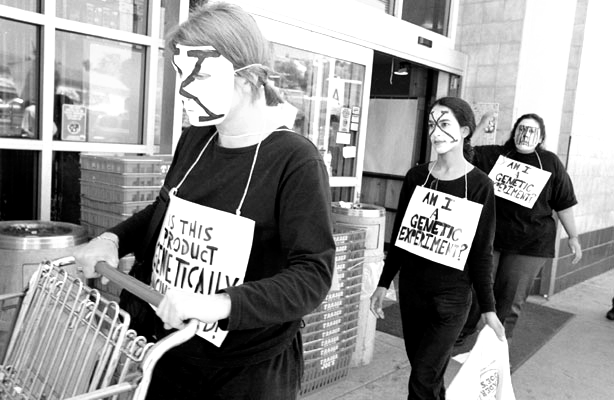 IS THIS
PRODUCT
GENETICALLY
AM I
A
GENETIC
EXPERIMENT?
AM I
A
GENETIC
EXPERIMENT?